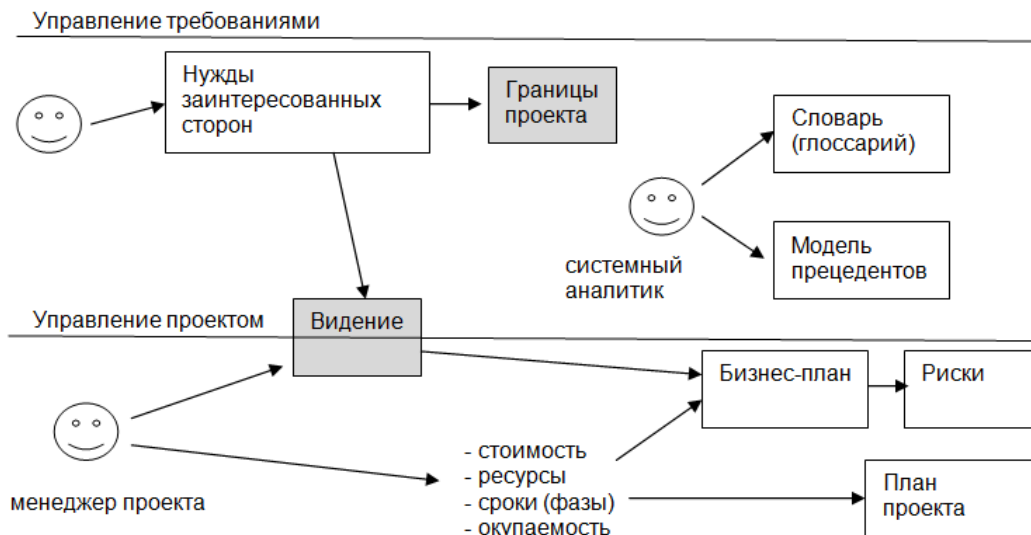 Управление требованиями
Нужды
заинтересованных
сторон
Границы
проекта
Словарь
(глоссарий)
Модель
прецедентов
системный
аналитик
Управление проектом
Видение
Бизнес-план
Риски
менеджер проекта
- стоимость
- ресурсы
- сроки (фазы)
- окупаемость
План
проекта